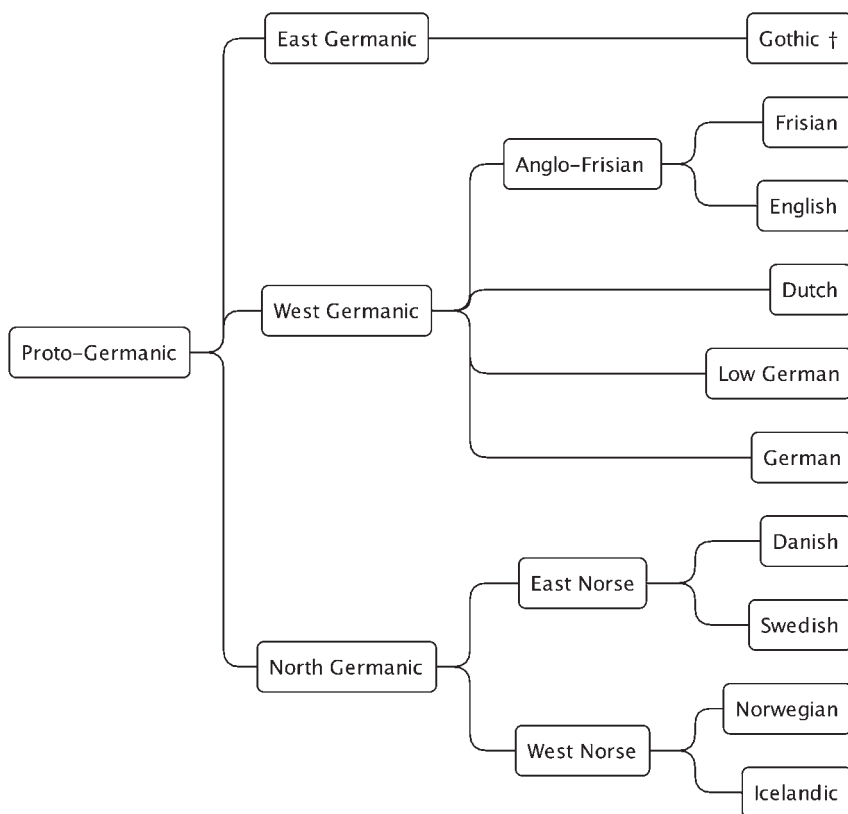 East Germanic
Gothic †
Frisian
Anglo-Frisian
English
Dutch
West Germanic
Proto-Germanic
Low German
German
Danish
East Norse
Swedish
North Germanic
Norwegian
West Norse
Icelandic